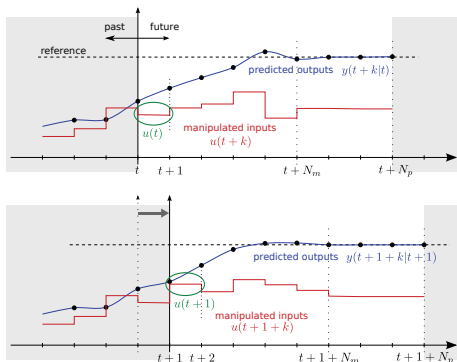 past future
reference
predicted outputs y(t + k|t)
u(t)
manipulated inputs
u(t + k)
t t + 1 t + N_m t + N_p
predicted outputs y(t + 1 + k|t + 1)
u(t + 1)
manipulated inputs
u(t + 1 + k)
t + 1 t + 2 t + 1 + N_m t + 1 + N_p